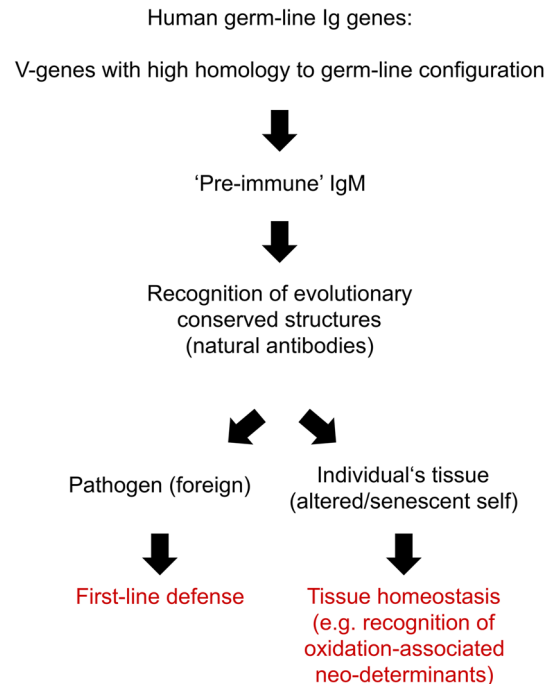 Human germ-line Ig genes:
V-genes with high homology to germ-line configuration
‘Pre-immune’ IgM
Recognition of evolutionary
conserved structures
(natural antibodies)
Pathogen (foreign)
Individual‘s tissue
(altered/senescent self)
First-line defense
Tissue homeostasis
(e.g. recognition of
oxidation-associated
neo-determinants)